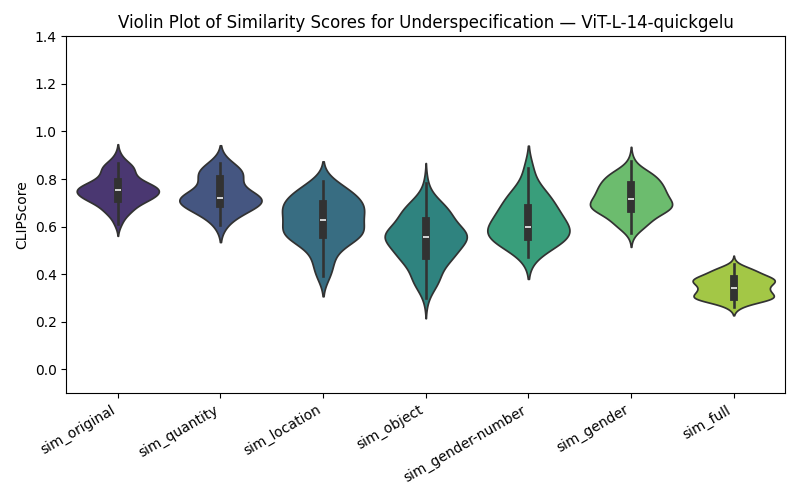 Violin Plot of Similarity Scores for Underspecification — ViT-L-14-quickgelu
CLIPScore
1.4
1.2
1.0
0.8
0.6
0.4
0.2
0.0
sim_original
sim_quantity
sim_location
sim_object
sim_gender-number
sim_gender
sim_full